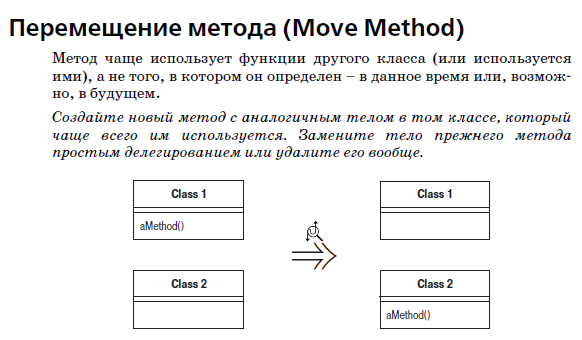 Перемещение метода (Move Method)
Метод чаще использует функции другого класса (или используется
ими), а не того, в котором он определен – в данное время или, возмож-
но, в будущем.
Создайте новый метод с аналогичным телом в том классе, который
чаще всего им используется. Замените тело прежнего метода
простым делегированием или удалите его вообще.
Class 1
Class 1
aMethod()
Class 2
Class 2
aMethod()